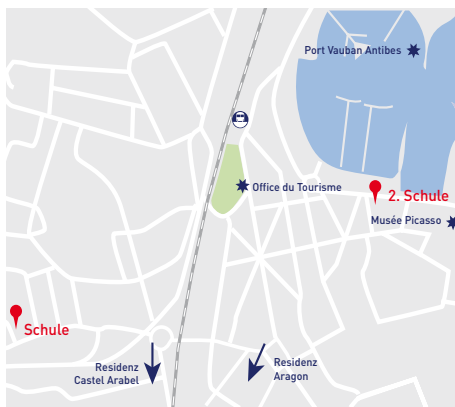 Port Vauban Antibes
Office du Tourisme
2. Schule
Musée Picasso
Schule
Residenz
Castel Arabel
Residenz
Aragon